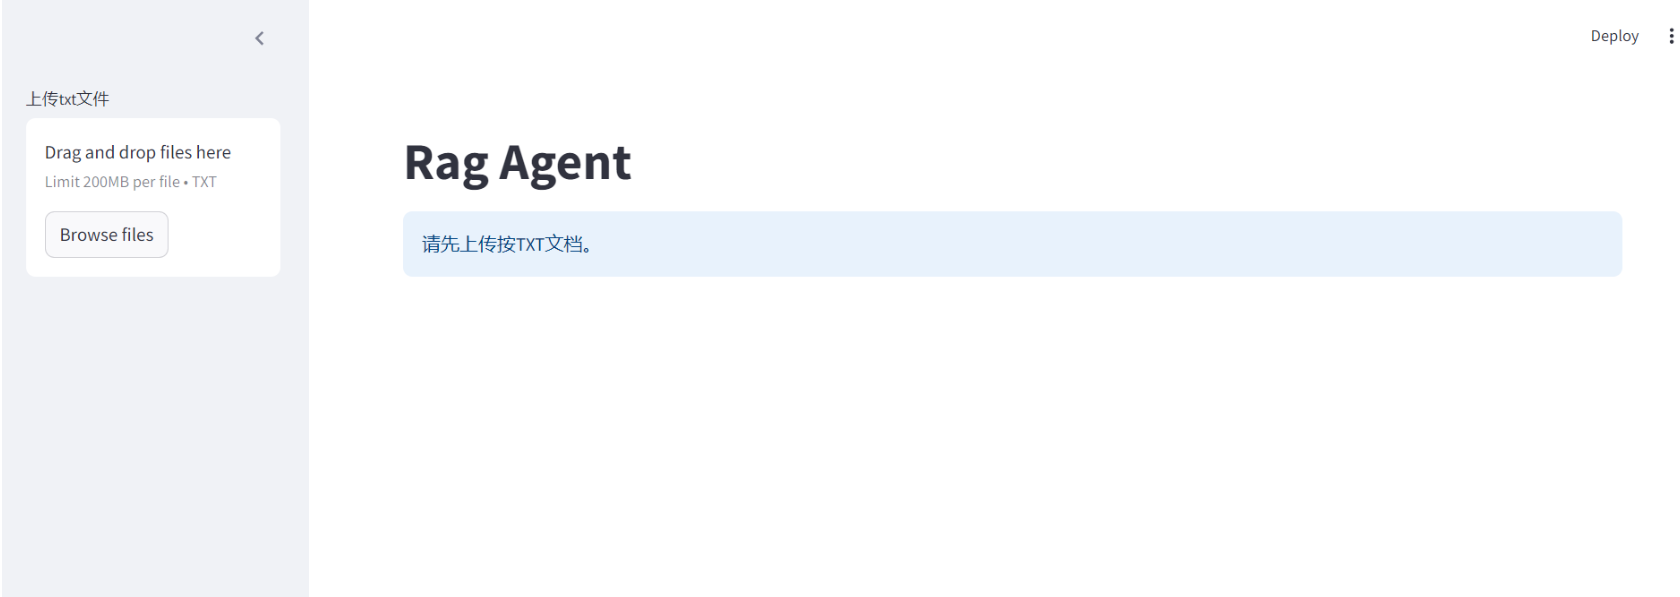 Deploy
上传txt文件
Drag and drop files here
Limit 200MB per file • TXT
Browse files
Rag Agent
请先上传按TXT文档。